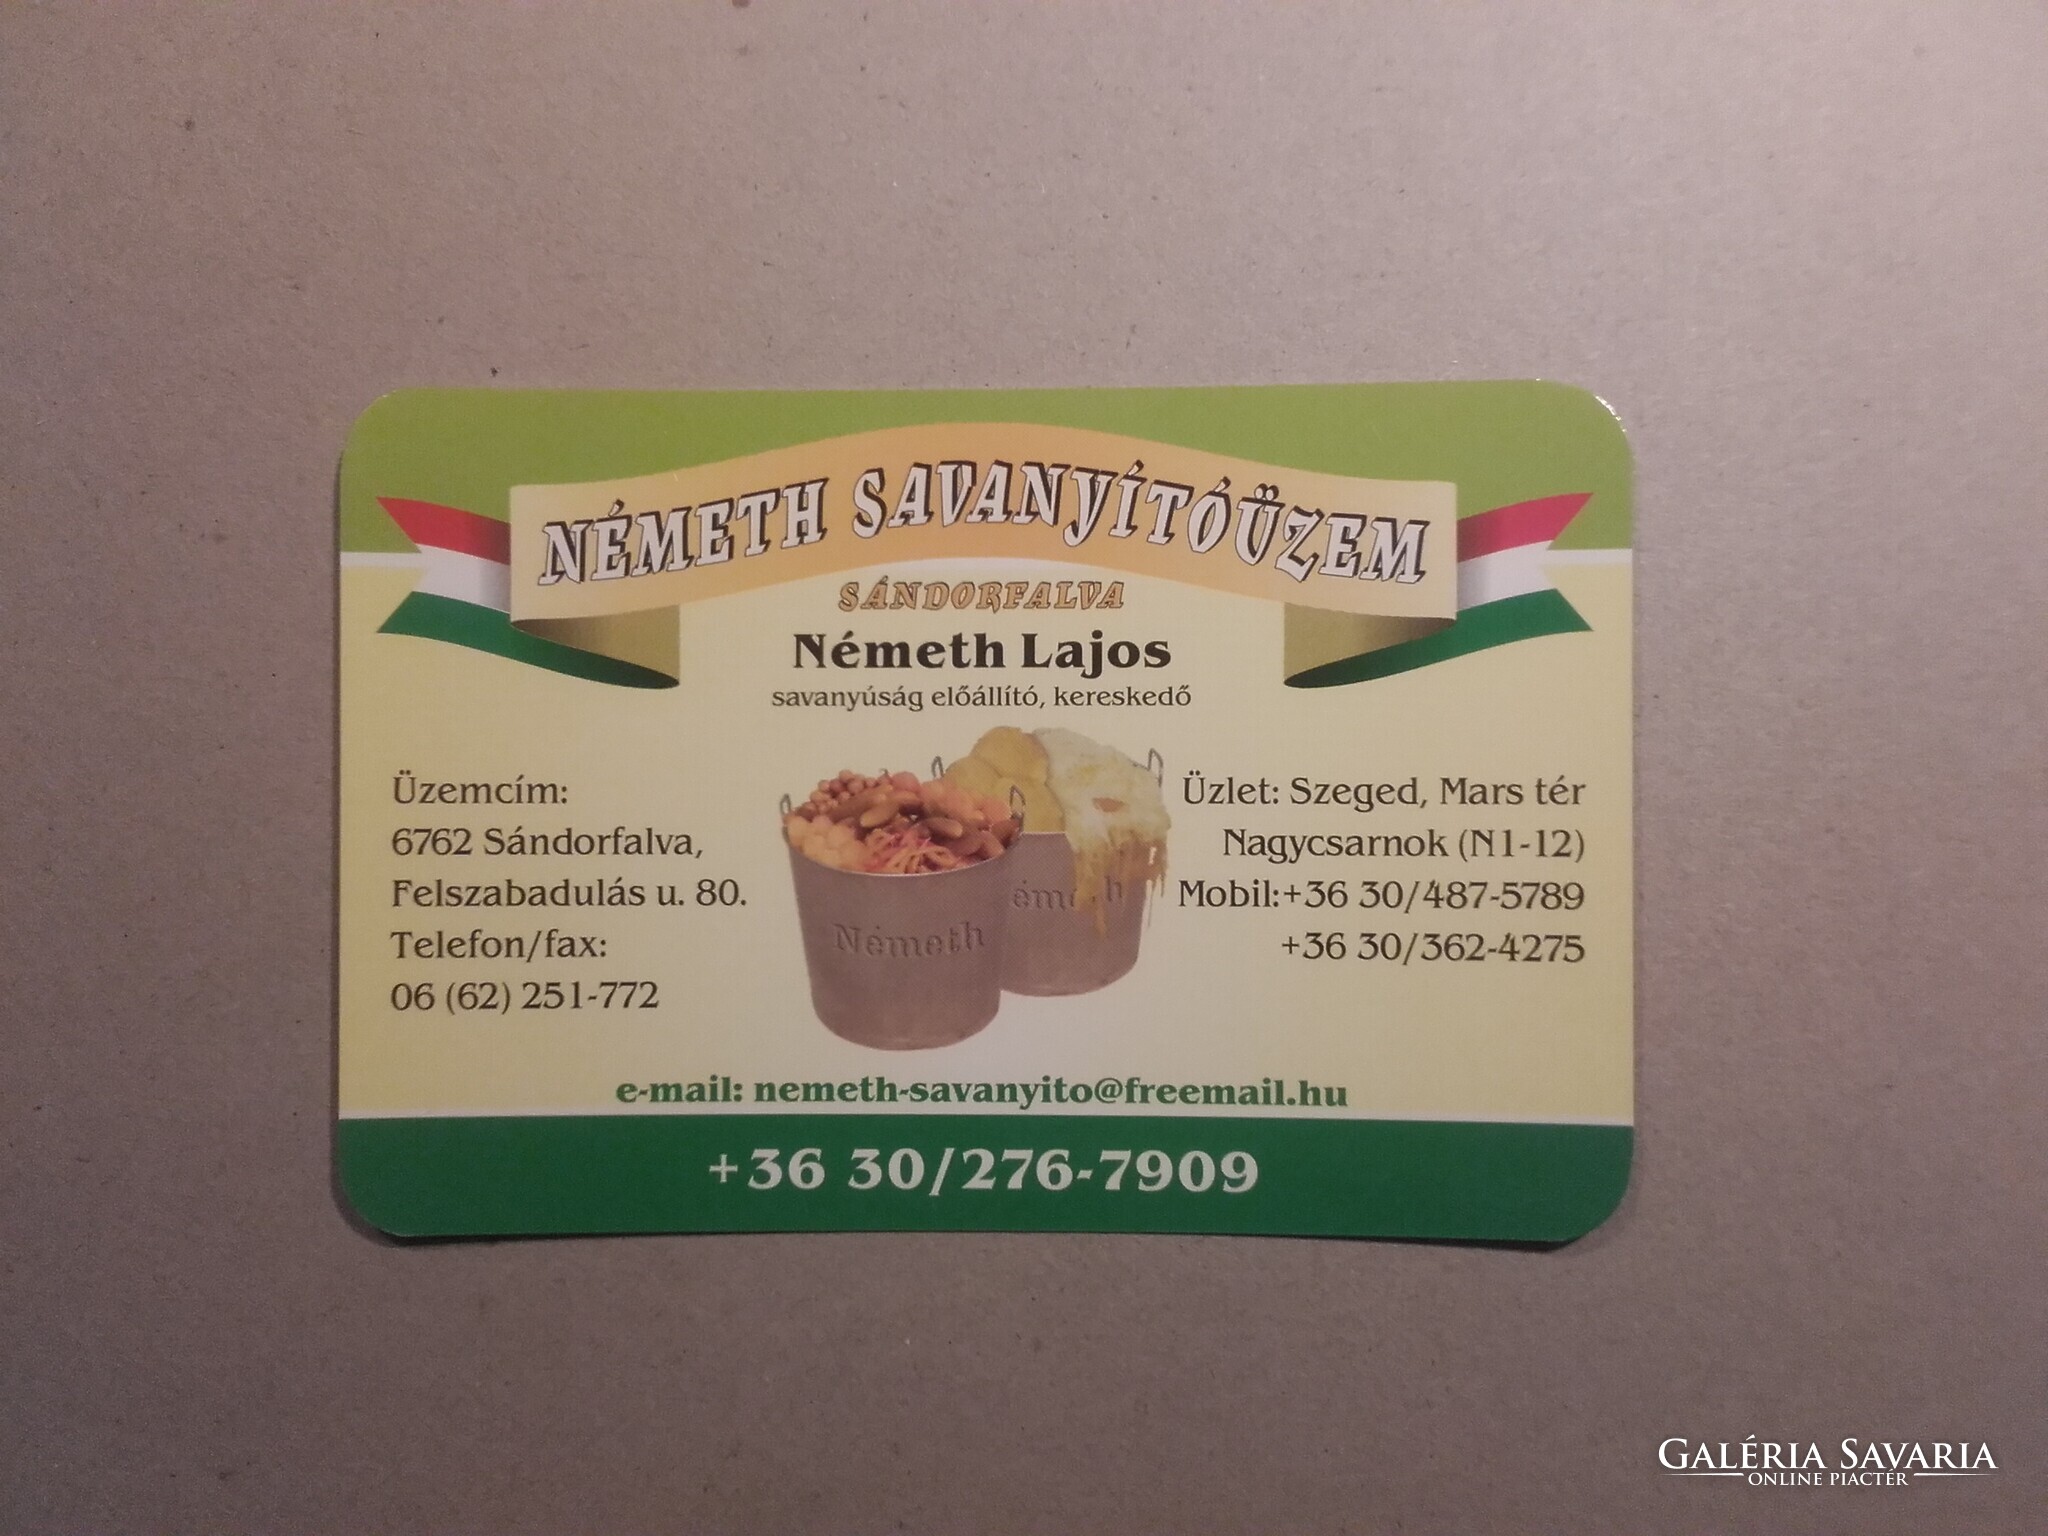 NÉMETH SAVANYÍTÓÜZEM
SÁNDORFALVA
Németh Lajos
savanyúság előállító, kereskedő
Üzemcím:
6762 Sándorfalva,
Felszabadulás u. 80.
Telefon/fax:
06 (62) 251-772
Németh
émeth
Üzlet: Szeged, Mars tér
Nagycsarnok (N1-12)
Mobil:+36 30/487-5789
+36 30/362-4275
e-mail: nemeth-savanyito@freemail.hu
+36 30/276-7909
GALÉRIA SAVARIA
ONLINE PIACTÉR